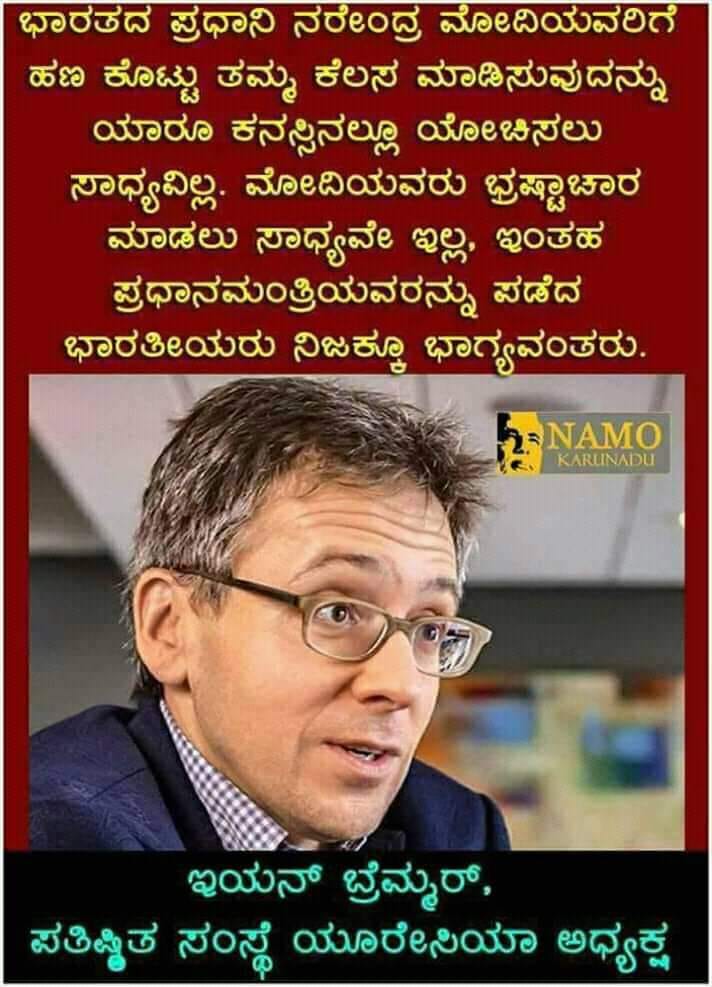 ಭಾರತದ ಪ್ರಧಾನಿ ನರೇಂದ್ರ ಮೋದಿಯವರಿಗೆ
ಹಣ ಕೊಟ್ಟು ತಮ್ಮ ಕೆಲಸ ಮಾಡಿಸುವುದನ್ನು
ಯಾರೂ ಕನಸ್ಸಿನಲ್ಲೂ ಯೋಚಿಸಲು
ಸಾಧ್ಯವಿಲ್ಲ. ಮೋದಿಯವರು ಭ್ರಷ್ಟಾಚಾರ
ಮಾಡಲು ಸಾಧ್ಯವೇ ಇಲ್ಲ, ಇಂತಹ
ಪ್ರಧಾನಮಂತ್ರಿಯವರನ್ನು ಪಡೆದ
ಭಾರತೀಯರು ನಿಜಕ್ಕೂ ಭಾಗ್ಯವಂತರು.
NAMO
KARUNADU
ಇಯನ್ ಬ್ರೆಮ್ಮರ್,
ಪತಿಷ್ಠಿತ ಸಂಸ್ಥೆ ಯೂರೇಸಿಯಾ ಅಧ್ಯಕ್ಷ